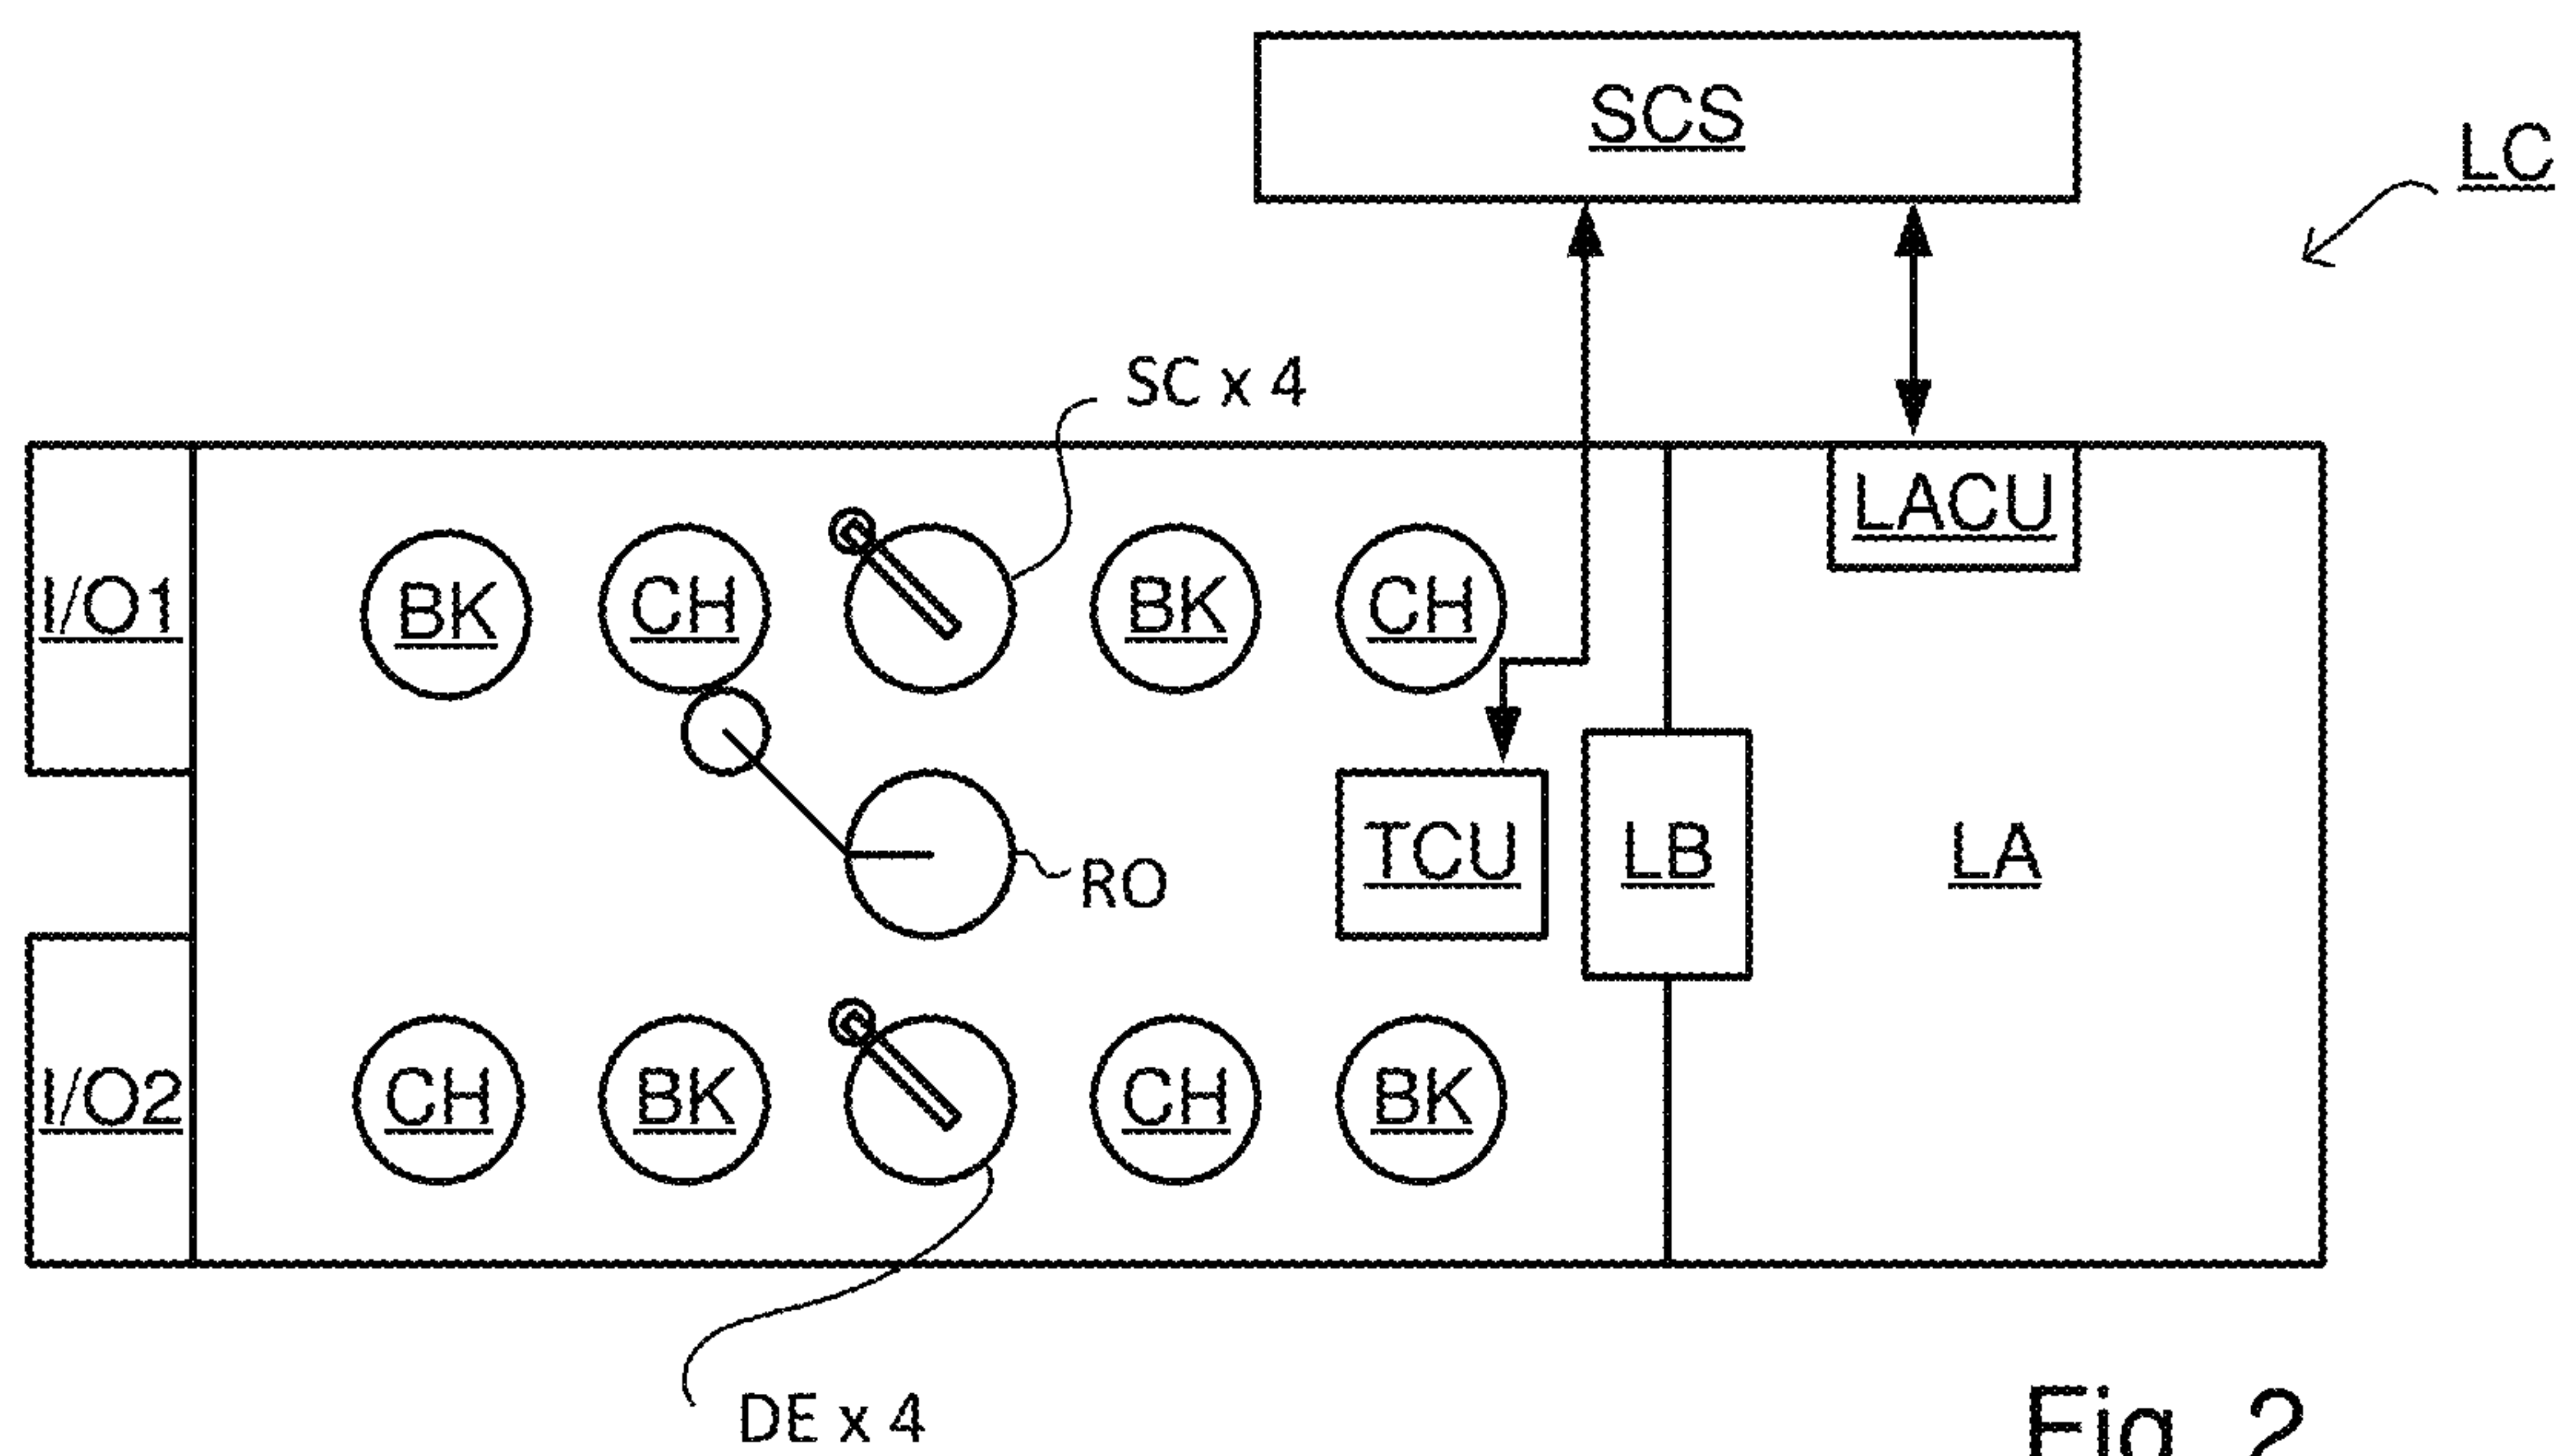 SCS
LC
SC x 4
LACU
I/O1
BK
CH
BK
CH
TCU
LB
LA
RO
I/O2
CH
BK
CH
BK
DE x 4
Fig. 2